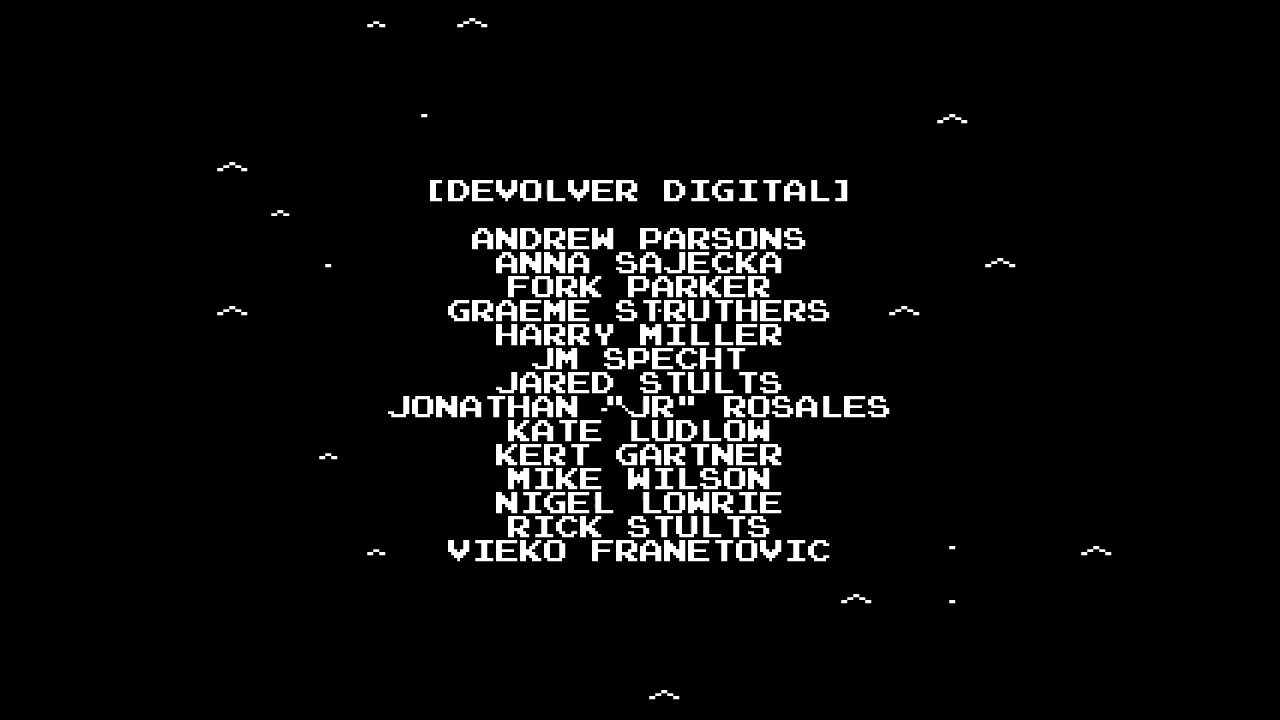 [DEVOLVER DIGITAL]
ANDREW PARSONS
ANNA SAJECKA
FORK PARKER
GRAEME STRUTHERS
HARRY MILLER
JM SPECHT
JARED STULTS
JONATHAN "JR" ROSALES
KATE LUDLOW
KERT GARTNER
MIKE WILSON
NIGEL LOWRIE
RICK STULTS
VIEKO FRANETOVIC